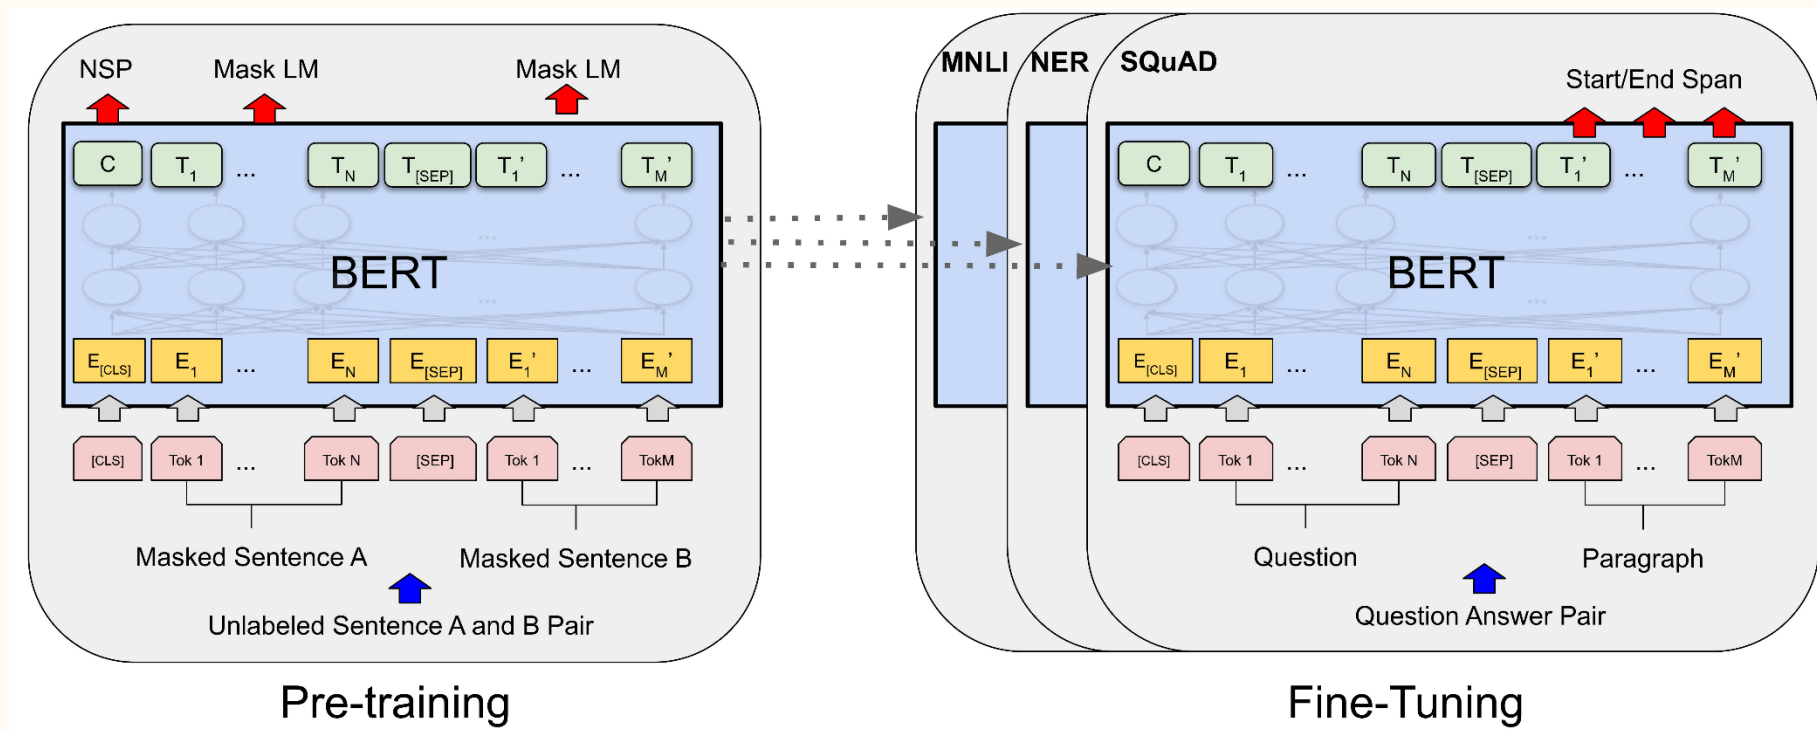 NSP Mask LM Mask LM
C T1 ... TN T[SEP] T1’ ... TM’
...
BERT
...
E[CLS] E1 ... EN E[SEP] E1’ ... EM’
[CLS] Tok 1 ... Tok N [SEP] Tok 1 ... TokM
Masked Sentence A Masked Sentence B
Unlabeled Sentence A and B Pair
Pre-training
MNLI NER SQuAD
Start/End Span
C T1 ... TN T[SEP] T1’ ... TM’
...
BERT
...
E[CLS] E1 ... EN E[SEP] E1’ ... EM’
[CLS] Tok 1 ... Tok N [SEP] Tok 1 ... TokM
Question Paragraph
Question Answer Pair
Fine-Tuning